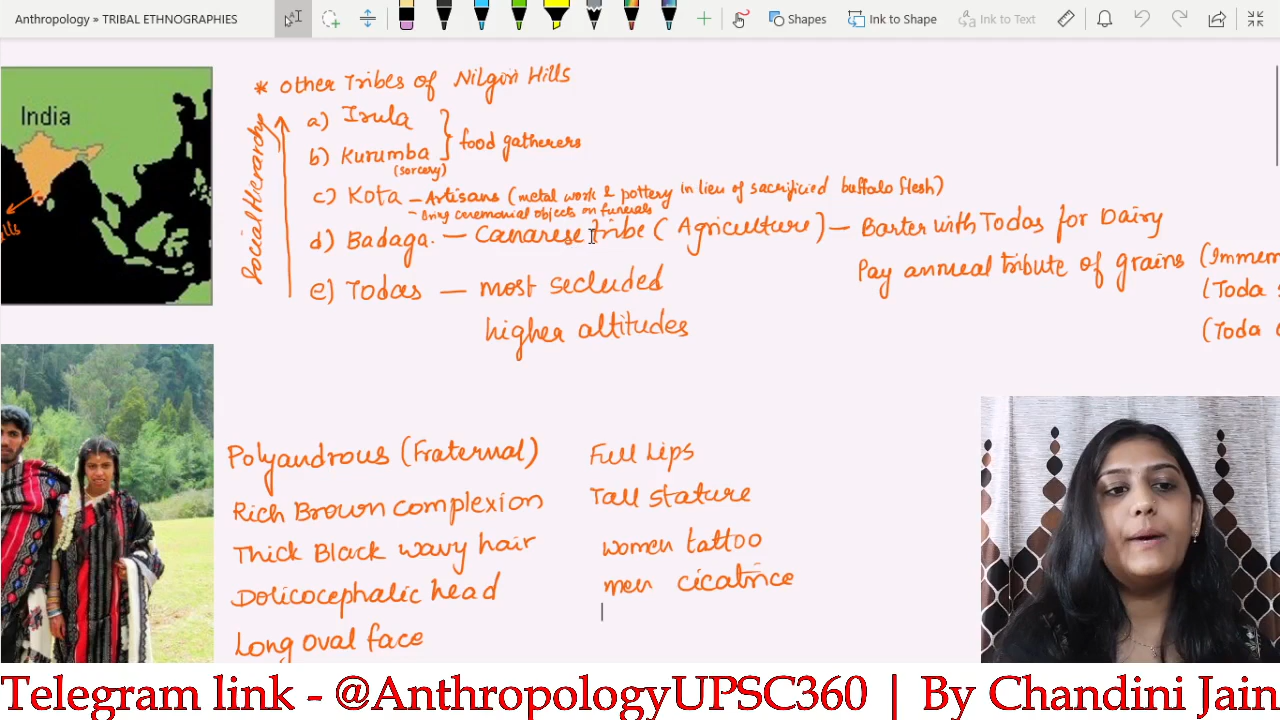 Anthropology » TRIBAL ETHNOGRAPHIES
Shapes
Ink to Shape
Ink to Text
India
* Other Tribes of Nilgiri Hills
Social Hierarchy
a) Irula
b) Kurumba
(sorcery)
food gatherers
c) Kota - Artisans (metal work & pottery in lieu of sacrificied buffalo flesh)
- Bring ceremonial objects on funerals
d) Badaga. - Canarese tribe (Agriculture) - Barter with Todas for Dairy
Pay annual tribute of grains (Immem
(Toda
(Toda
e) Todas - most secluded
higher altitudes
Polyandrous (Fraternal)
Rich Brown complexion
Thick Black wavy hair
Dolicocephalic head
Long oval face
Full Lips
Tall stature
women tattoo
men cicatrice
Telegram link - @AnthropologyUPSC360 | By Chandini Jain